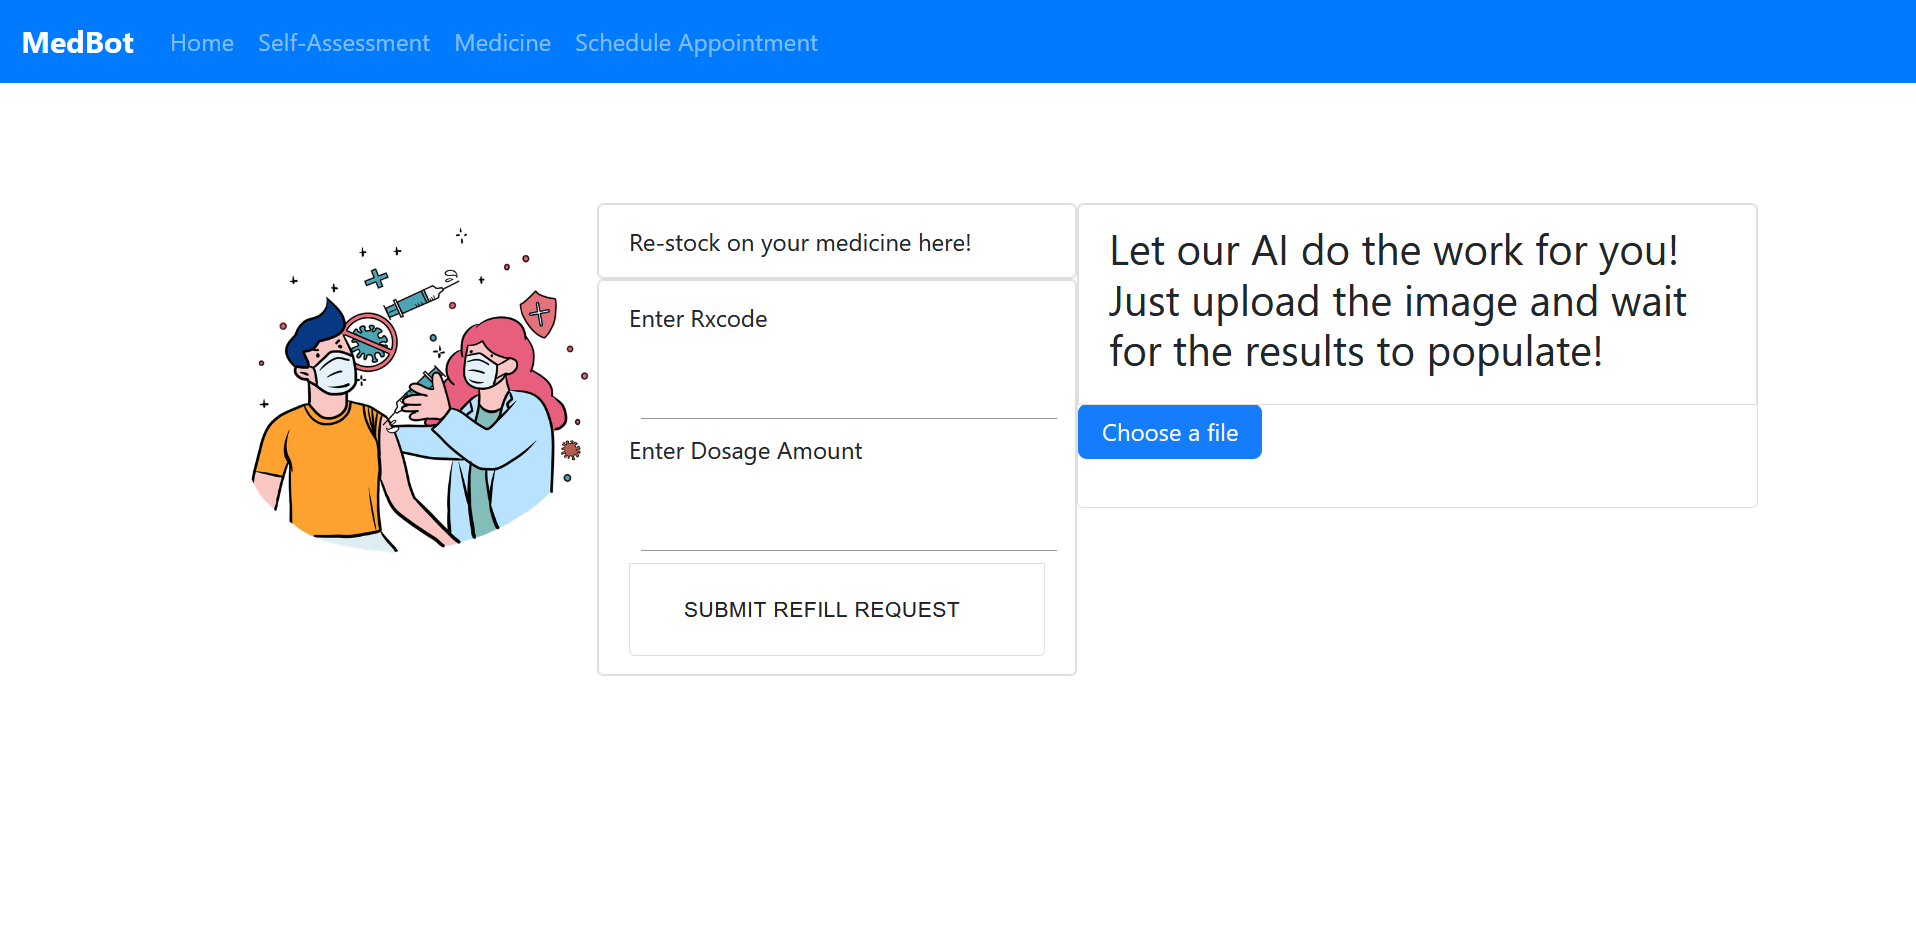 MedBot Home Self-Assessment Medicine Schedule Appointment
Re-stock on your medicine here!
Enter Rxcode
Enter Dosage Amount
SUBMIT REFILL REQUEST
Let our AI do the work for you!
Just upload the image and wait
for the results to populate!
Choose a file